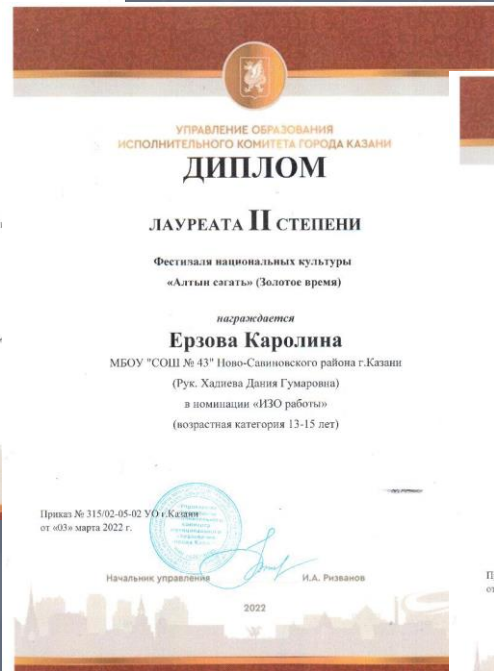 УПРАВЛЕНИЕ ОБРАЗОВАНИЯ
ИСПОЛНИТЕЛЬНОГО КОМИТЕТА ГОРОДА КАЗАНИ
ДИПЛОМ
ЛАУРЕАТА II СТЕПЕНИ
Фестиваля национальных культуры
«Алтын сәгать» (Золотое время)
награждается
Ерзова Каролина
МБОУ "СОШ № 43" Ново-Савиновского района г.Казани
(Рук. Хадиева Дания Гумаровна)
в номинации «ИЗО работы»
(возрастная категория 13-15 лет)
Приказ № 315/02-05-02 УО г.Казани
от «03» марта 2022 г.
Начальник управления И.А. Ризванов
2022